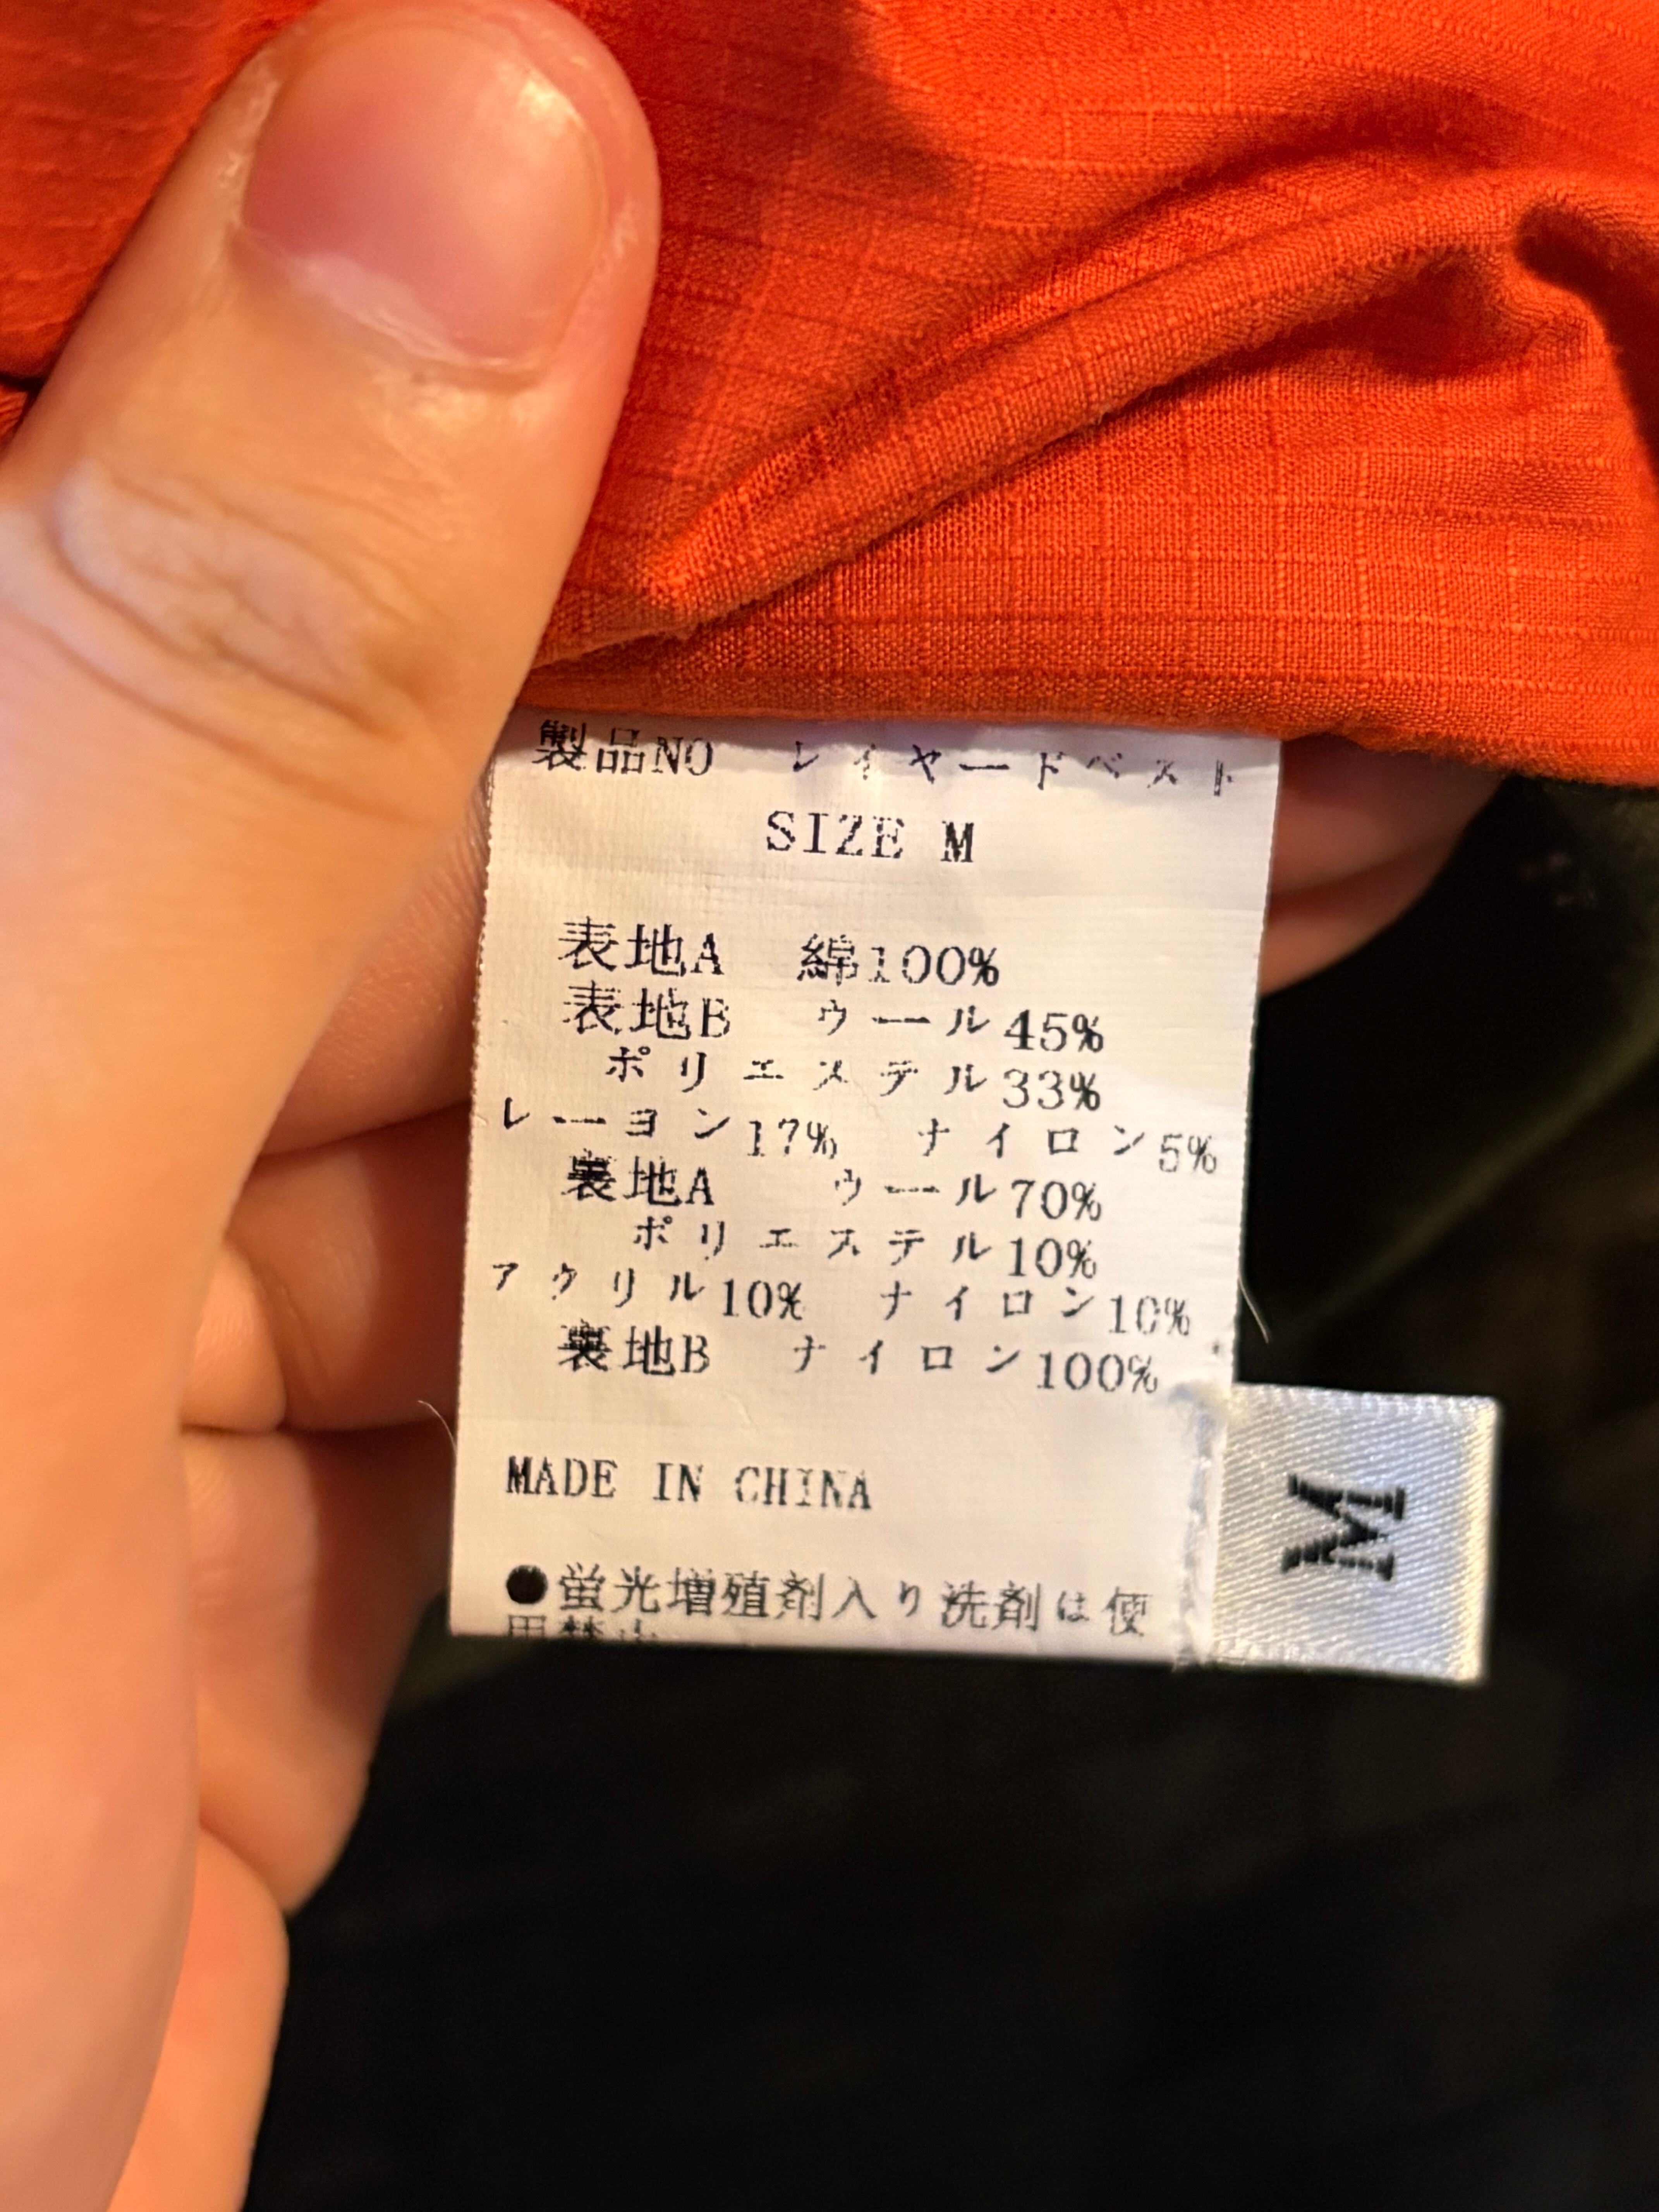 製品NO レイヤードベスト
SIZE M
表地A 綿100%
表地B ウール45%
ポリエステル33%
レーヨン17% ナイロン5%
裏地A ウール70%
ポリエステル10%
アクリル10% ナイロン10%
裏地B ナイロン100%
MADE IN CHINA
●蛍光増殖剤入り洗剤は使
用禁止
M